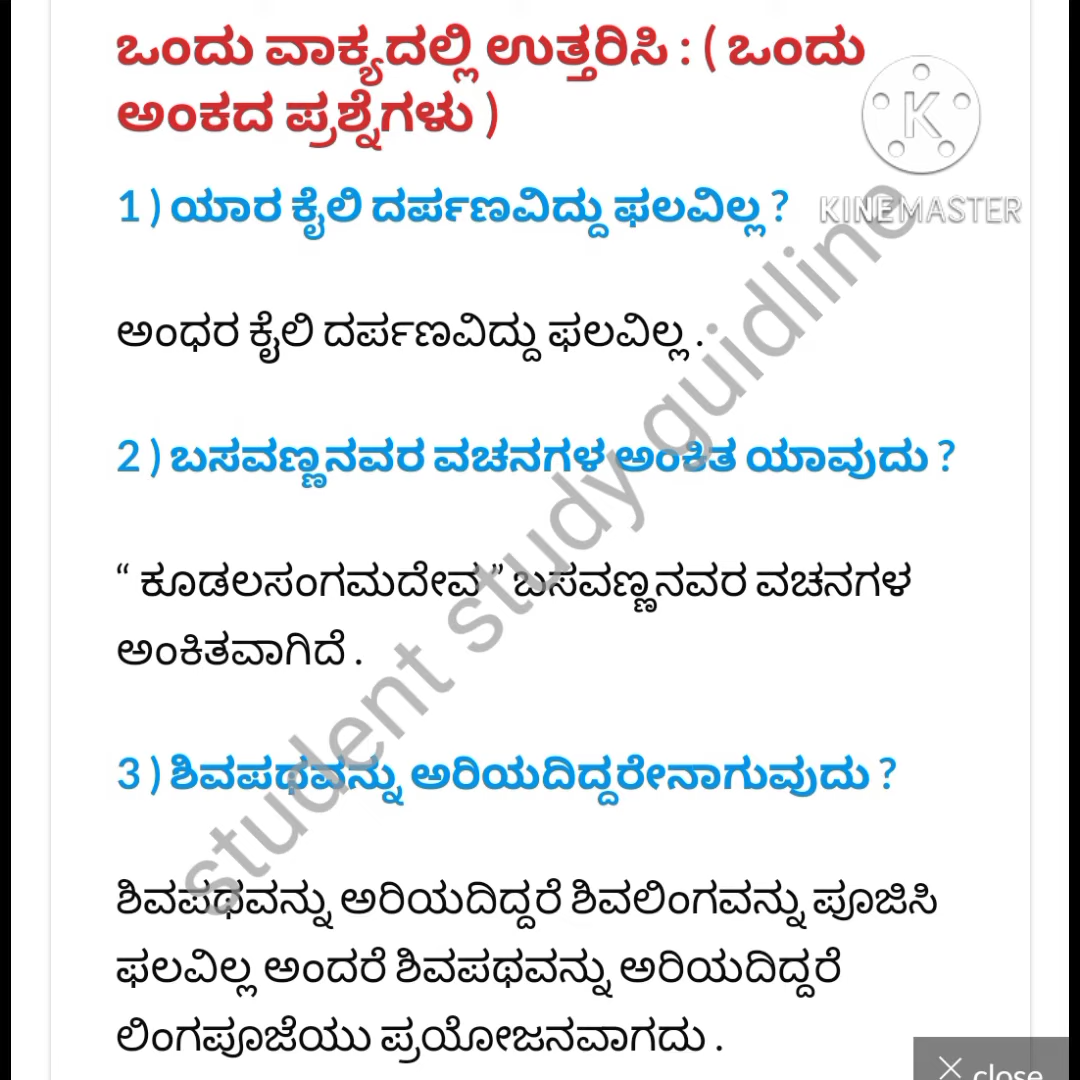 ಒಂದು ವಾಕ್ಯದಲ್ಲಿ ಉತ್ತರಿಸಿ : ( ಒಂದು
ಅಂಕದ ಪ್ರಶ್ನೆಗಳು )
K
KINEMASTER
1 ) ಯಾರ ಕೈಲಿ ದರ್ಪಣವಿದ್ದು ಫಲವಿಲ್ಲ ?
ಅಂಧರ ಕೈಲಿ ದರ್ಪಣವಿದ್ದು ಫಲವಿಲ್ಲ .
2 ) ಬಸವಣ್ಣನವರ ವಚನಗಳ ಅಂಕಿತ ಯಾವುದು ?
“ ಕೂಡಲಸಂಗಮದೇವ ” ಬಸವಣ್ಣನವರ ವಚನಗಳ
ಅಂಕಿತವಾಗಿದೆ .
3 ) ಶಿವಪಥವನ್ನು ಅರಿಯದಿದ್ದರೇನಾಗುವುದು ?
ಶಿವಪಥವನ್ನು ಅರಿಯದಿದ್ದರೆ ಶಿವಲಿಂಗವನ್ನು ಪೂಜಿಸಿ
ಫಲವಿಲ್ಲ ಅಂದರೆ ಶಿವಪಥವನ್ನು ಅರಿಯದಿದ್ದರೆ
ಲಿಂಗಪೂಜೆಯು ಪ್ರಯೋಜನವಾಗದು .
student study guidline
close